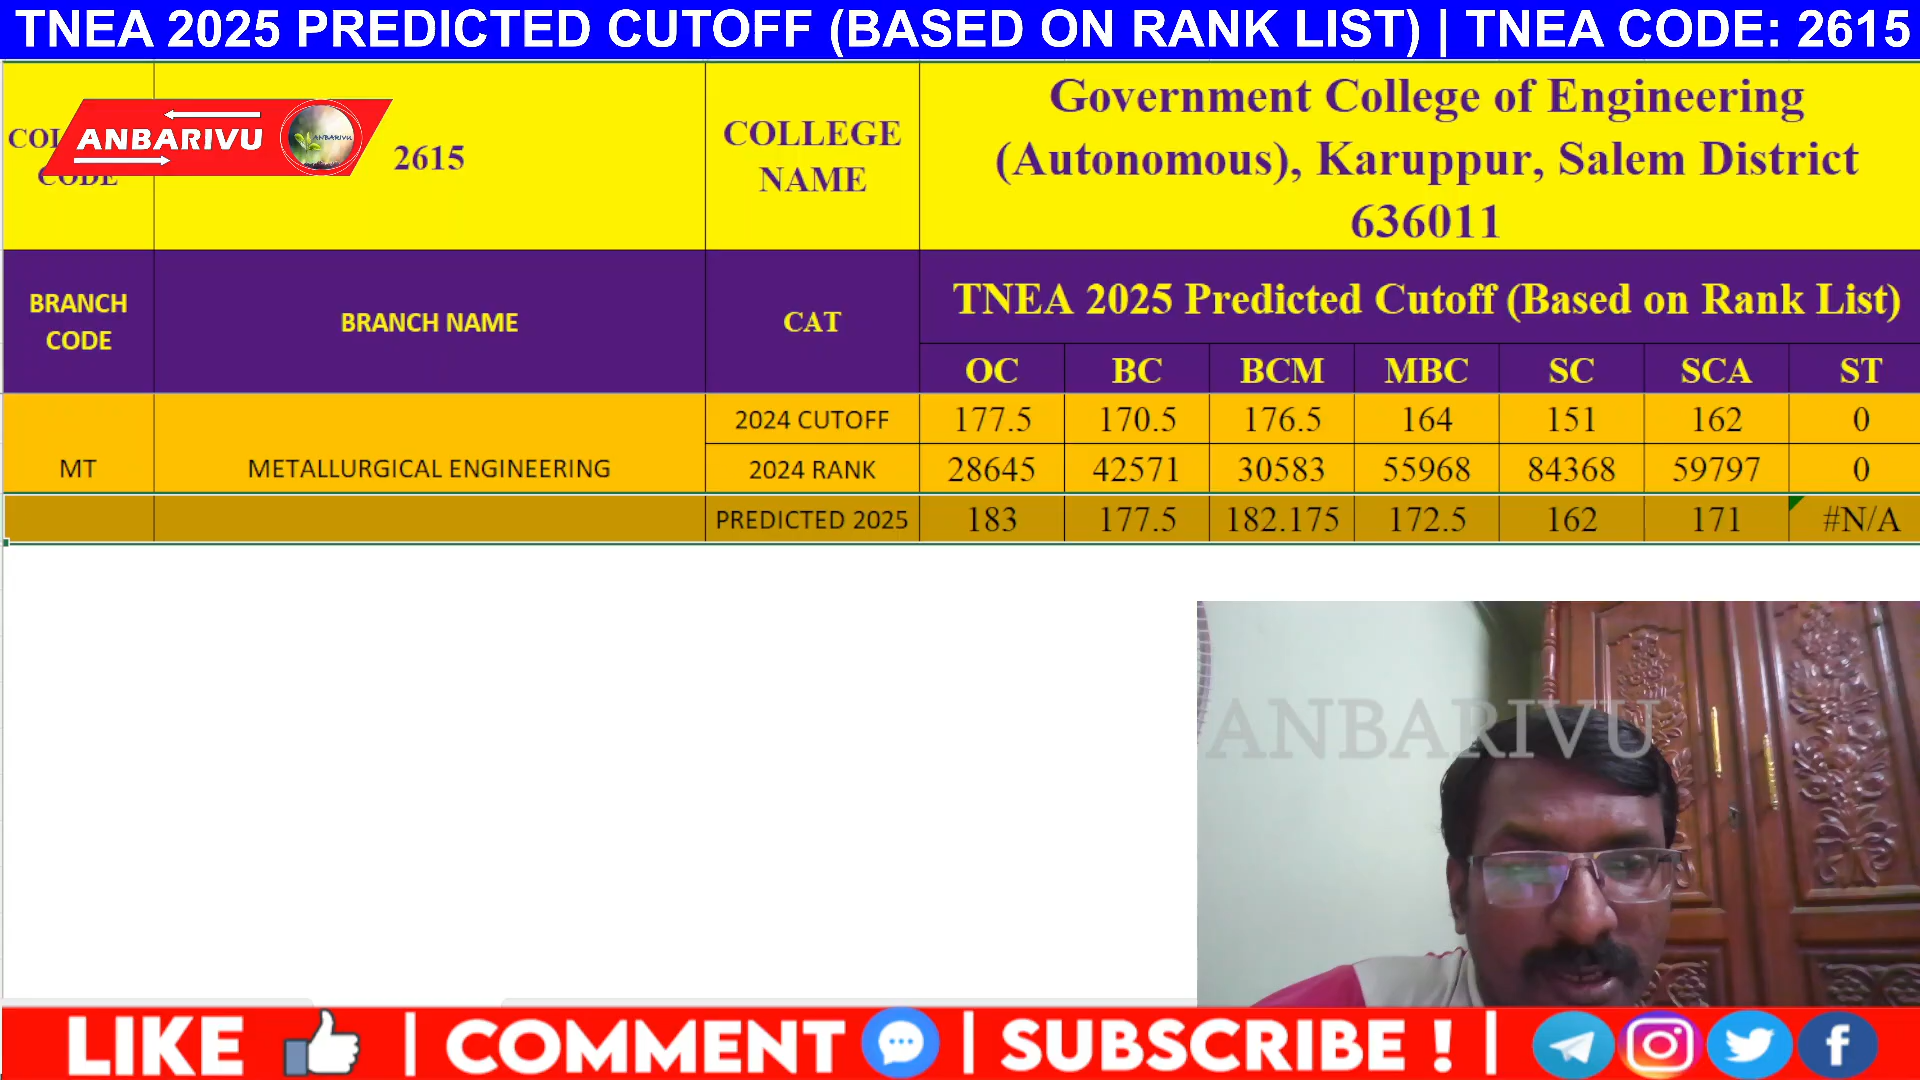 TNEA 2025 PREDICTED CUTOFF (BASED ON RANK LIST) | TNEA CODE: 2615
ANBARIVU
ANBARIVU
CODE
2615
COLLEGE
NAME
Government College of Engineering
(Autonomous), Karuppur, Salem District
636011
BRANCH
CODE
BRANCH NAME
CAT
TNEA 2025 Predicted Cutoff (Based on Rank List)
OC BC BCM MBC SC SCA ST
2024 CUTOFF 177.5 170.5 176.5 164 151 162 0
MT METALLURGICAL ENGINEERING 2024 RANK 28645 42571 30583 55968 84368 59797 0
PREDICTED 2025 183 177.5 182.175 172.5 162 171 #N/A
ANBARIVU
LIKE | COMMENT | SUBSCRIBE ! |